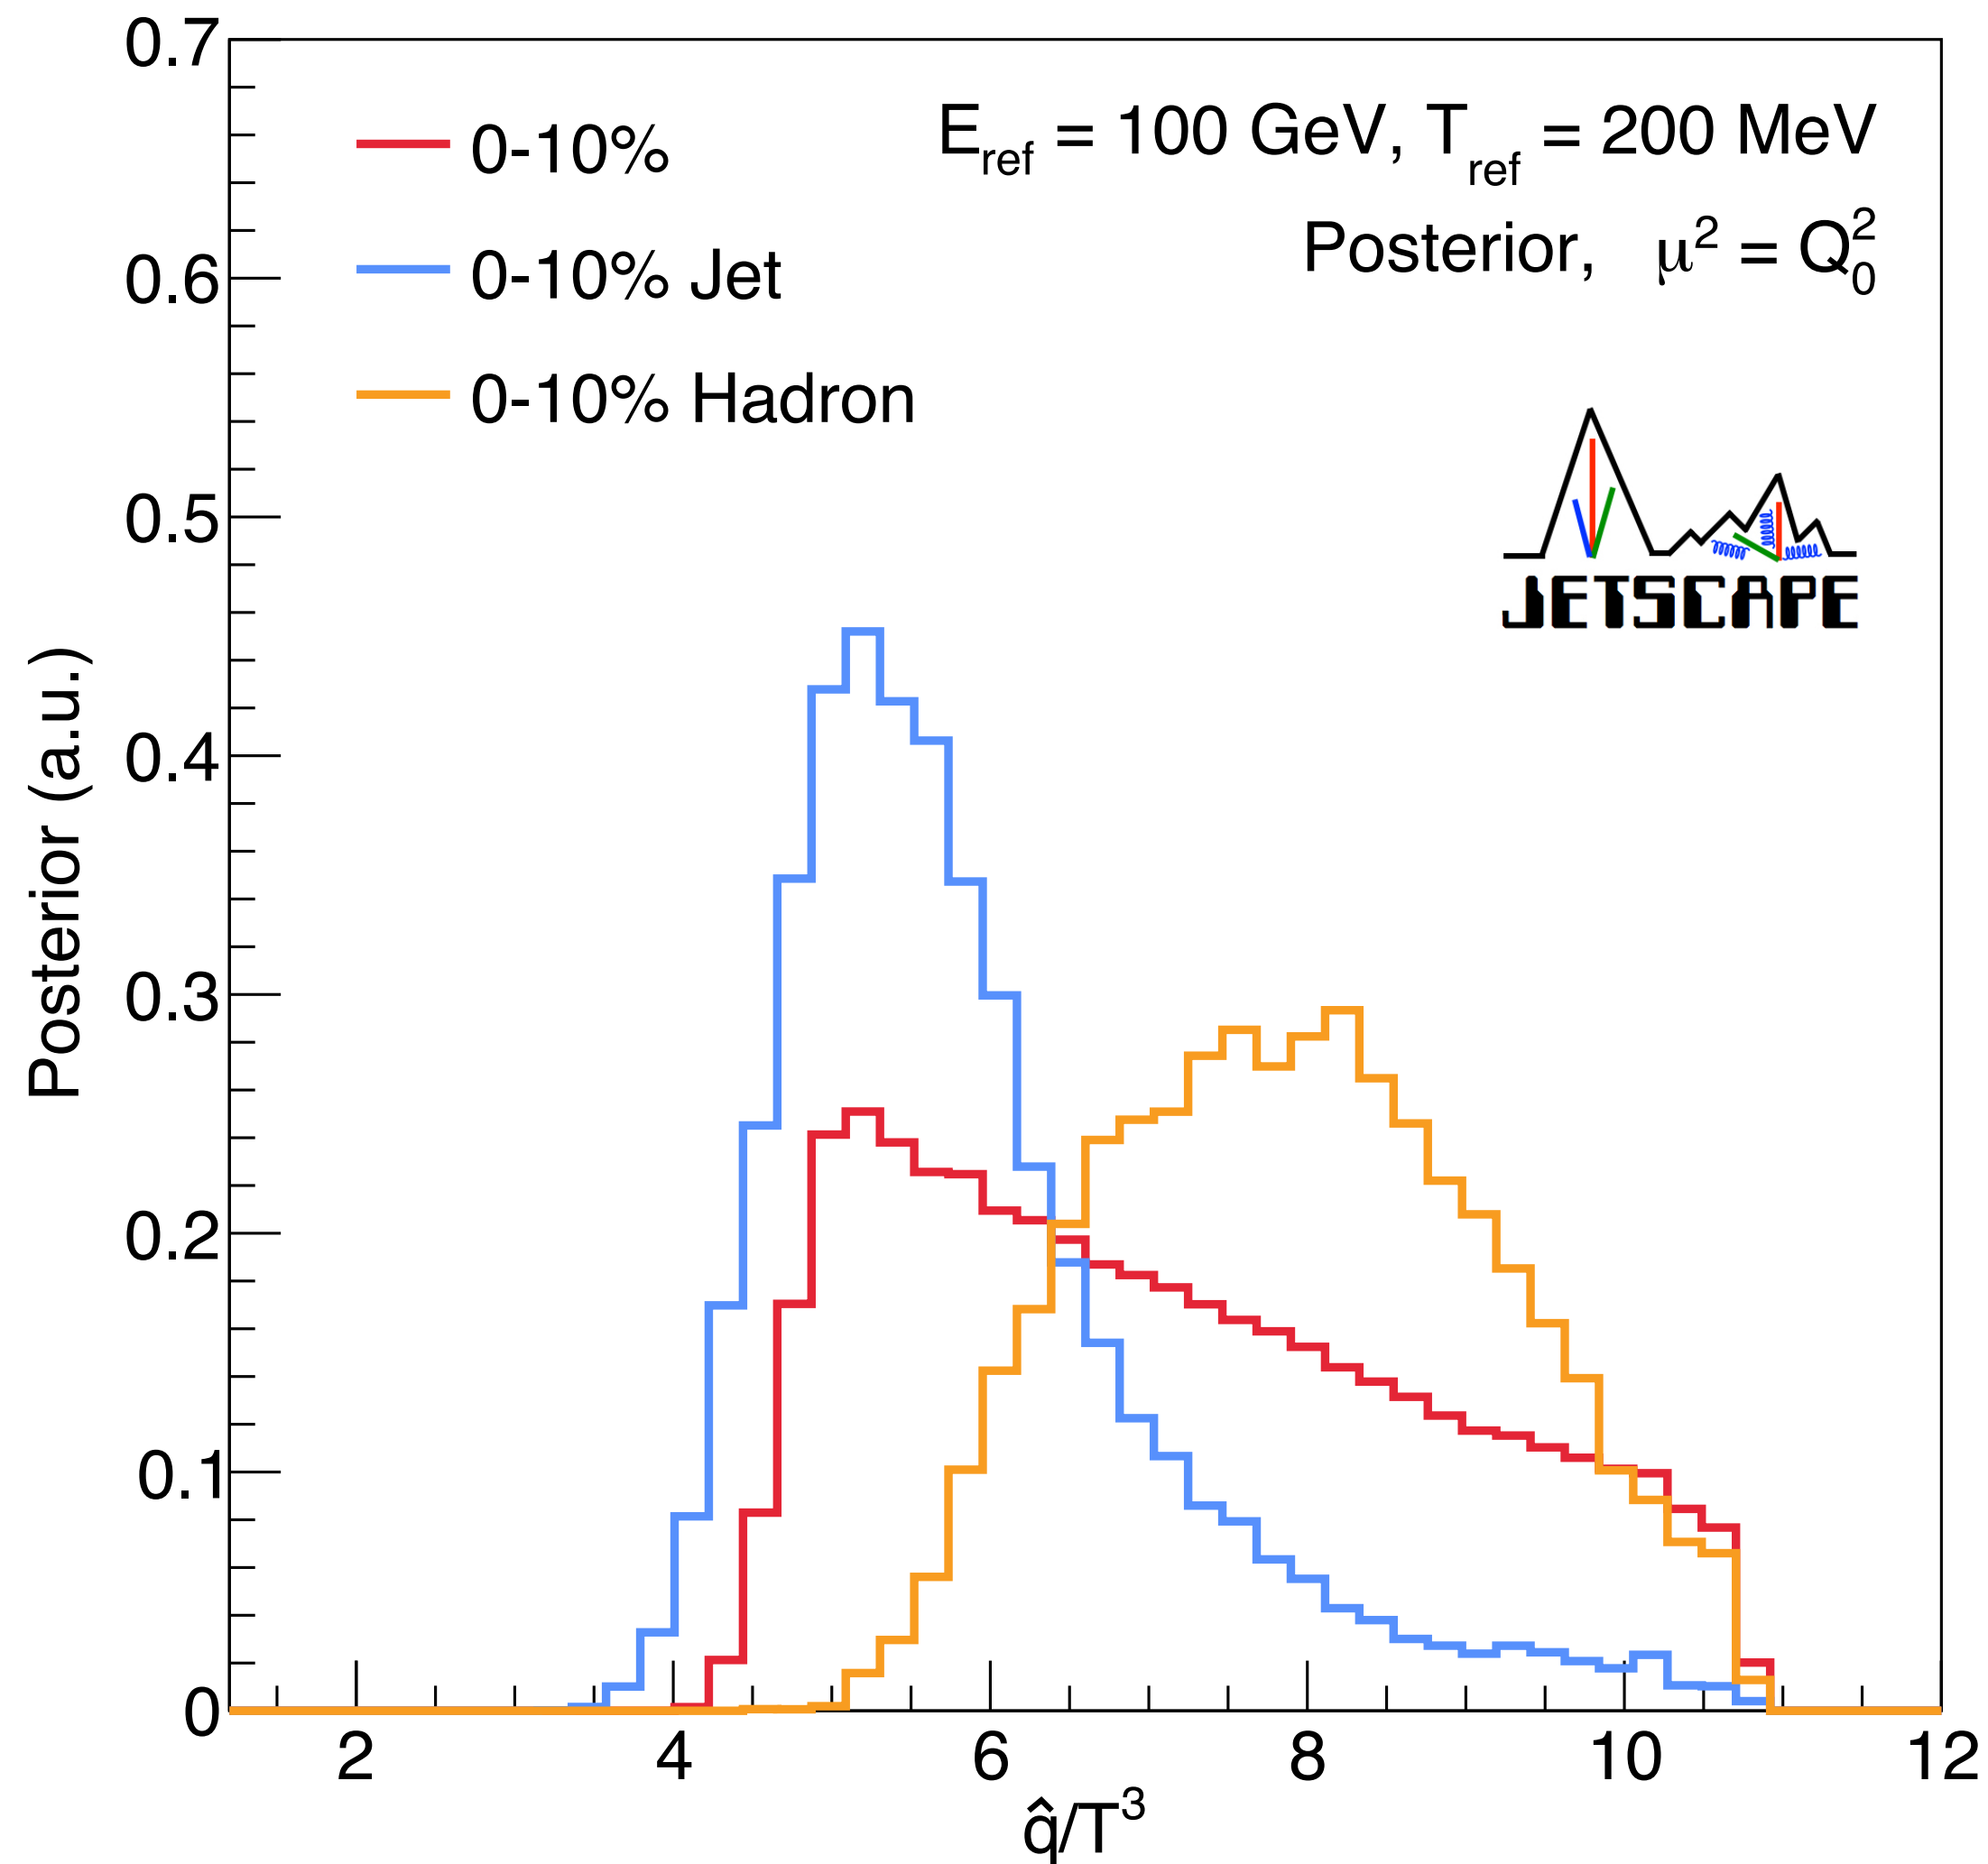 0.7
0.6
0.5
0.4
0.3
0.2
0.1
0
Posterior (a.u.)
0-10%
0-10% Jet
0-10% Hadron
E_ref = 100 GeV, T_ref = 200 MeV
Posterior, μ² = Q₀²
JETSCAPE
2 4 6 8 10 12
q̂/T³